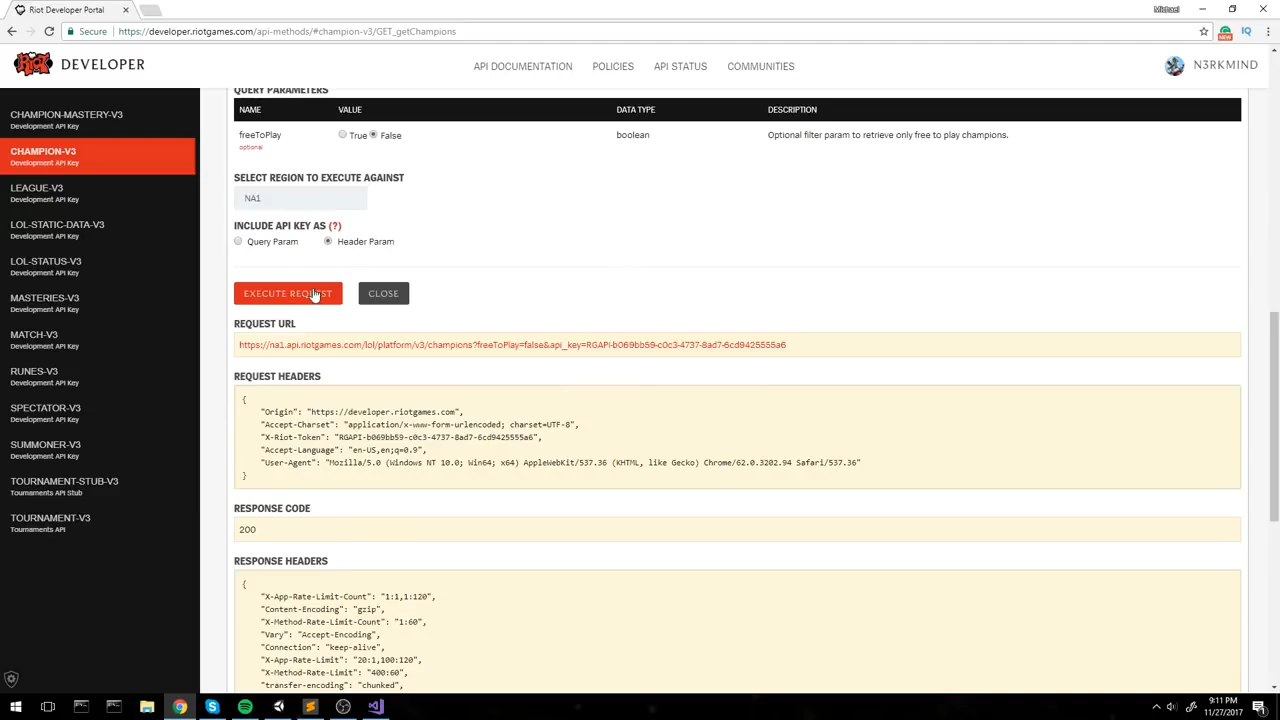 Riot Developer Portal
Michael
Secure
https://developer.riotgames.com/api-methods/#champion-v3/GET_getChampions
NEW
IQ
RIOT
DEVELOPER
API DOCUMENTATION
POLICIES
API STATUS
COMMUNITIES
N3RKMIND
CHAMPION-MASTERY-V3
Development API Key
CHAMPION-V3
Development API Key
LEAGUE-V3
Development API Key
LOL-STATIC-DATA-V3
Development API Key
LOL-STATUS-V3
Development API Key
MASTERIES-V3
Development API Key
MATCH-V3
Development API Key
RUNES-V3
Development API Key
SPECTATOR-V3
Development API Key
SUMMONER-V3
Development API Key
TOURNAMENT-STUB-V3
Tournaments API Stub
TOURNAMENT-V3
Tournaments API
QUERY PARAMETERS
NAME VALUE DATA TYPE DESCRIPTION
freeToPlay True False boolean Optional filter param to retrieve only free to play champions.
optional
SELECT REGION TO EXECUTE AGAINST
NA1
INCLUDE API KEY AS (?)
Query Param Header Param
EXECUTE REQUEST CLOSE
REQUEST URL
https://na1.api.riotgames.com/lol/platform/v3/champions?freeToPlay=false&api_key=RGAPI-b069bb59-c0c3-4737-8ad7-6cd9425555a6
REQUEST HEADERS
{
"Origin": "https://developer.riotgames.com",
"Accept-Charset": "application/x-www-form-urlencoded; charset=UTF-8",
"X-Riot-Token": "RGAPI-b069bb59-c0c3-4737-8ad7-6cd9425555a6",
"Accept-Language": "en-US,en;q=0.9",
"User-Agent": "Mozilla/5.0 (Windows NT 10.0; Win64; x64) AppleWebKit/537.36 (KHTML, like Gecko) Chrome/62.0.3202.94 Safari/537.36"
}
RESPONSE CODE
200
RESPONSE HEADERS
{
"X-App-Rate-Limit-Count": "1:1,1:120",
"Content-Encoding": "gzip",
"X-Method-Rate-Limit-Count": "1:60",
"Vary": "Accept-Encoding",
"Connection": "keep-alive",
"X-App-Rate-Limit": "20:1,100:120",
"X-Method-Rate-Limit": "400:60",
"transfer-encoding": "chunked",
9:11 PM
11/27/2017